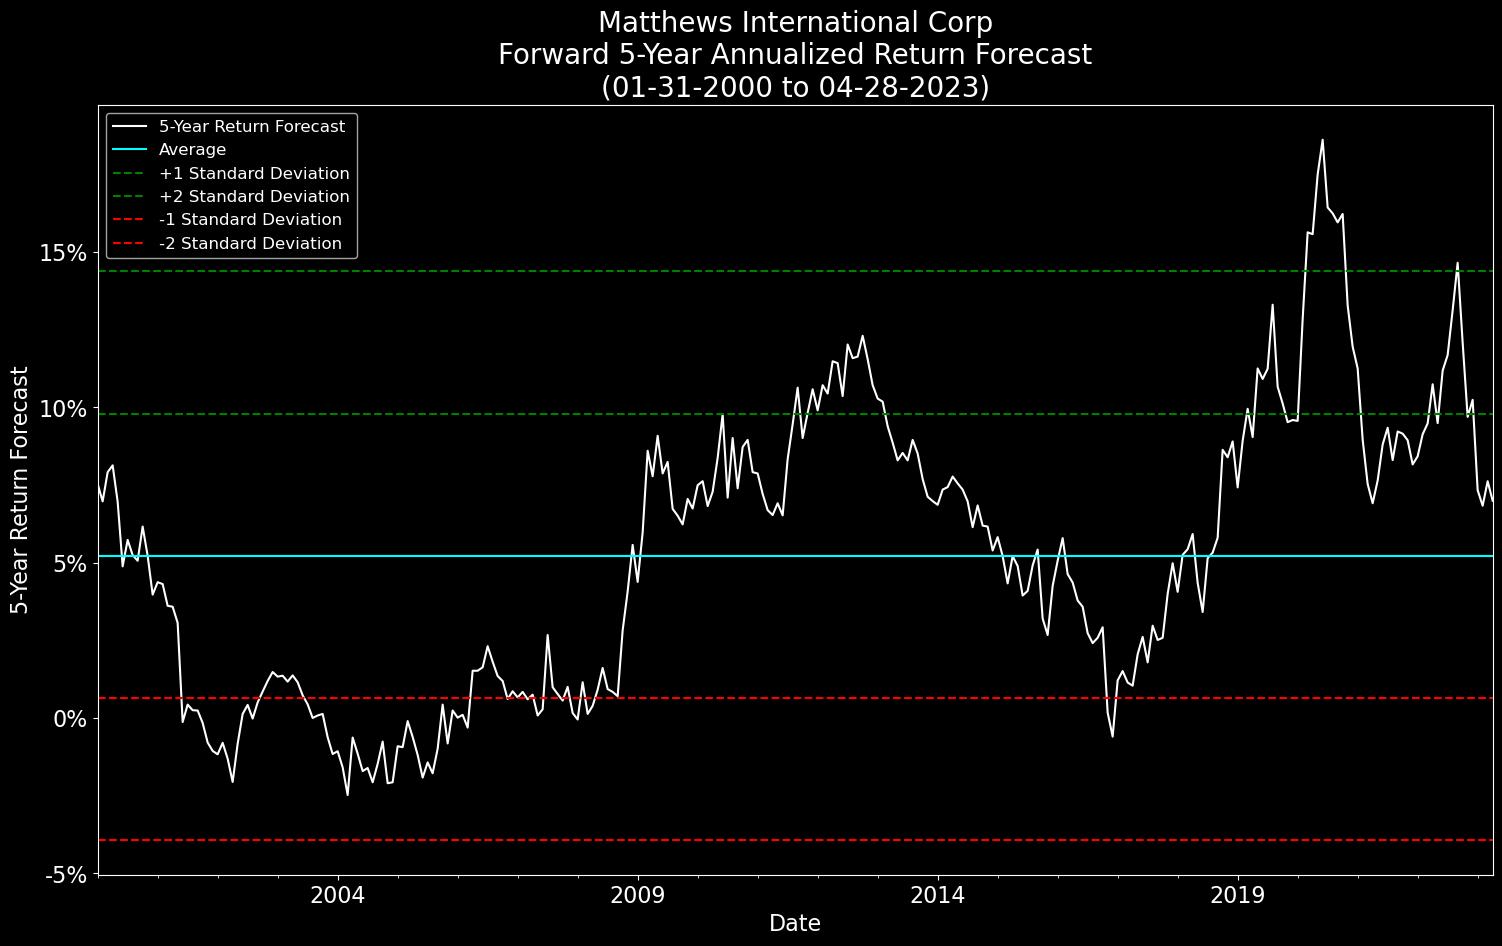 Matthews International Corp
Forward 5-Year Annualized Return Forecast
(01-31-2000 to 04-28-2023)
5-Year Return Forecast
Average
+1 Standard Deviation
+2 Standard Deviation
-1 Standard Deviation
-2 Standard Deviation
5-Year Return Forecast
15%
10%
5%
0%
-5%
2004
2009
2014
2019
Date